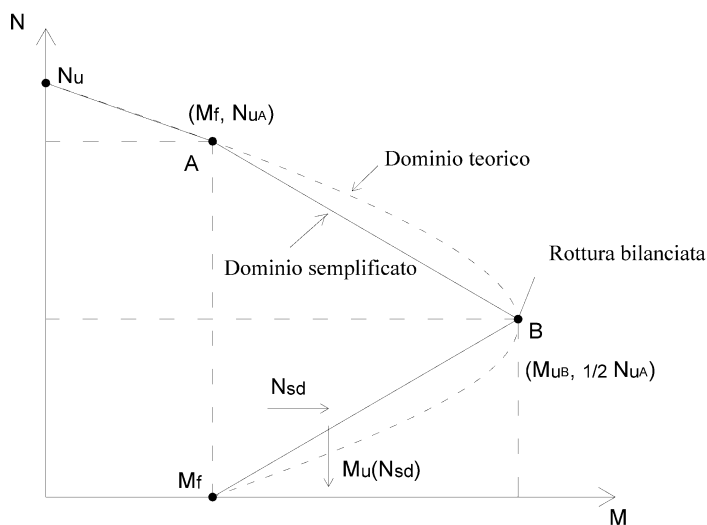 N
Nu
(Mf, NuA)
A
Dominio teorico
Dominio semplificato
Rottura bilanciata
B
(MuB, 1/2 NuA)
Nsd
Mu(Nsd)
Mf
M